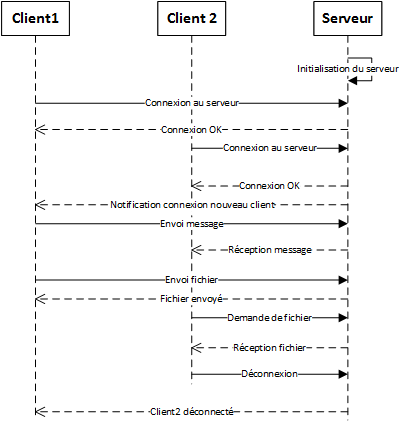 Client1
Client 2
Serveur
Initialisation du serveur
Connexion au serveur
Connexion OK
Connexion au serveur
Connexion OK
Notification connexion nouveau client
Envoi message
Réception message
Envoi fichier
Fichier envoyé
Demande de fichier
Réception fichier
Déconnexion
Client2 déconnecté